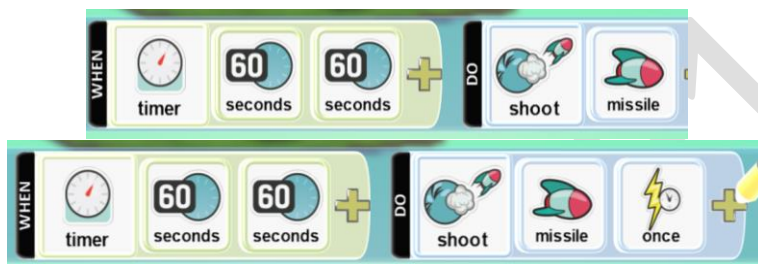 WHEN timer 60 seconds 60 seconds DO shoot missile
WHEN timer 60 seconds 60 seconds DO shoot missile once